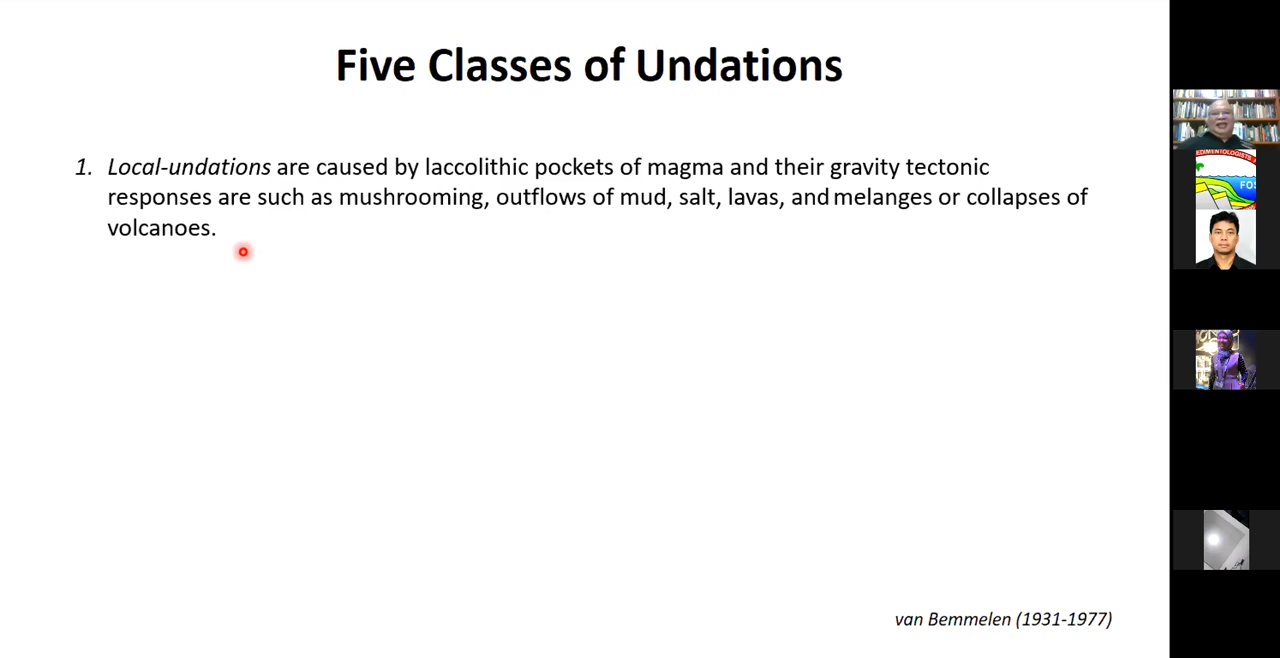 Five Classes of Undations
1. Local-undations are caused by laccolithic pockets of magma and their gravity tectonic
responses are such as mushrooming, outflows of mud, salt, lavas, and melanges or collapses of
volcanoes.
EDIMENTOLOGISTS
FOS
van Bemmelen (1931-1977)